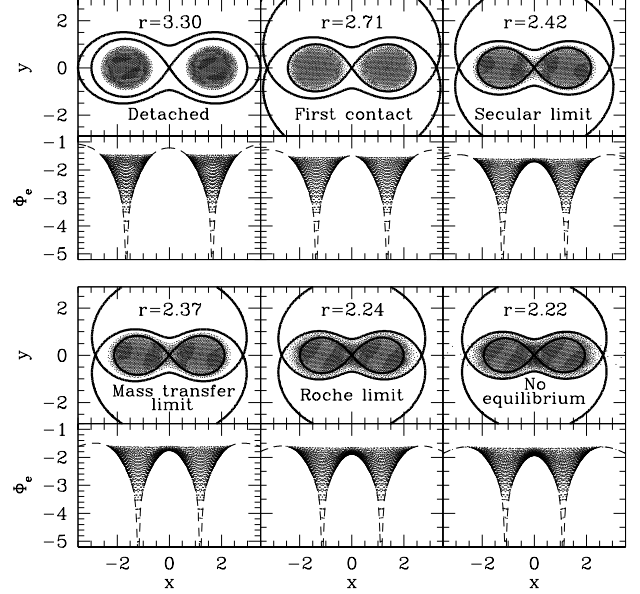 r=3.30
r=2.71
r=2.42
2
0
−2
y
Detached
First contact
Secular limit
−1
−2
−3
−4
−5
Φe
r=2.37
r=2.24
r=2.22
2
0
−2
y
Mass transfer
limit
Roche limit
No
equilibrium
−1
−2
−3
−4
−5
Φe
−2 0 2
−2 0 2
−2 0 2
x
x
x